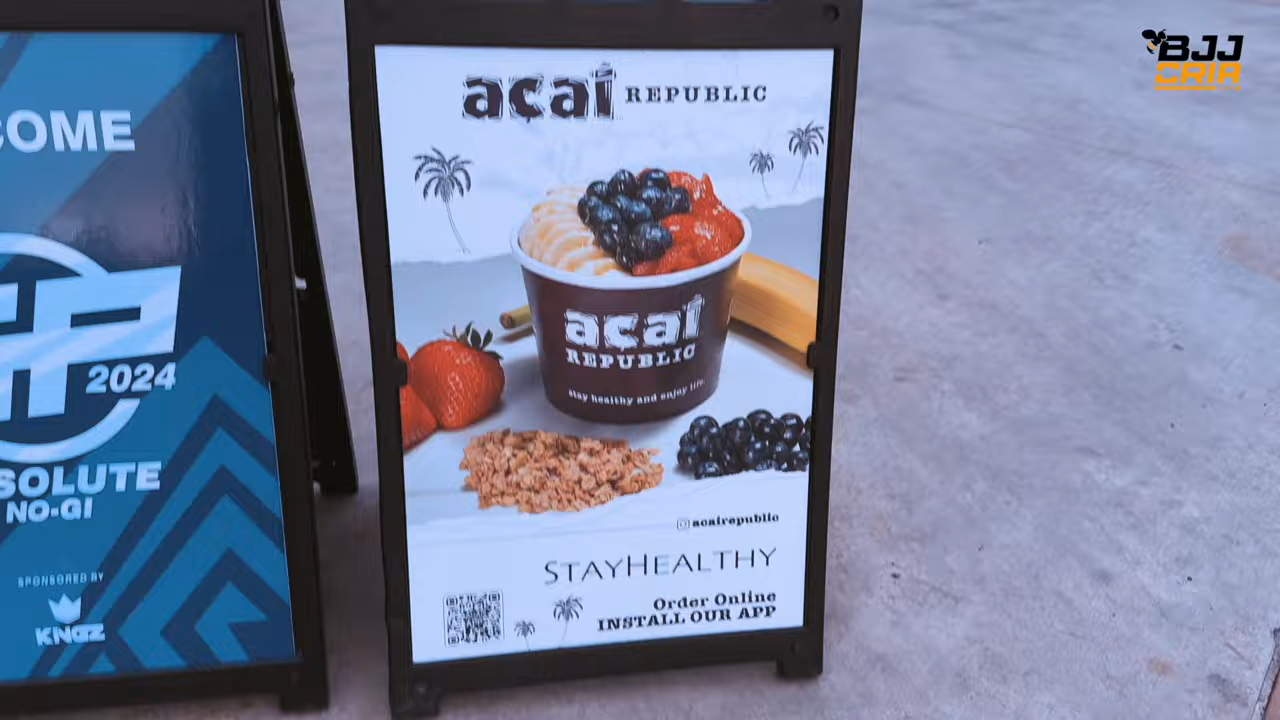 COME
2024
SOLUTE
NO-GI
SPONSORED BY
KINGZ
açaí REPUBLIC
açaí
REPUBLIC
stay healthy and enjoy life.
acairepublic
STAYHEALTHY
Order Online
INSTALL OUR APP
BJJ
CRIA